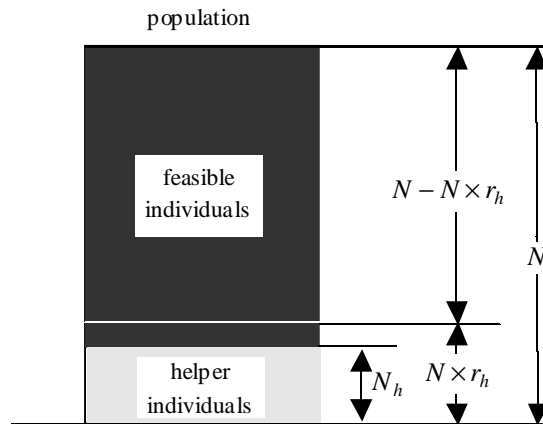 population
feasible
individuals
N − N × r_h
N
helper
individuals
N_h
N × r_h